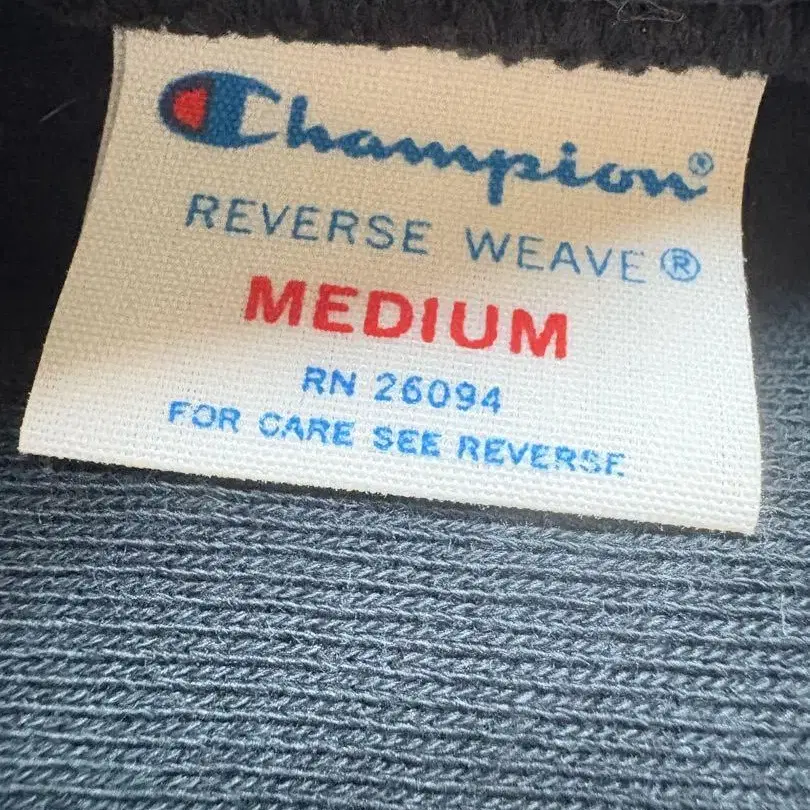 Champion®
REVERSE WEAVE®
MEDIUM
RN 26094
FOR CARE SEE REVERSE